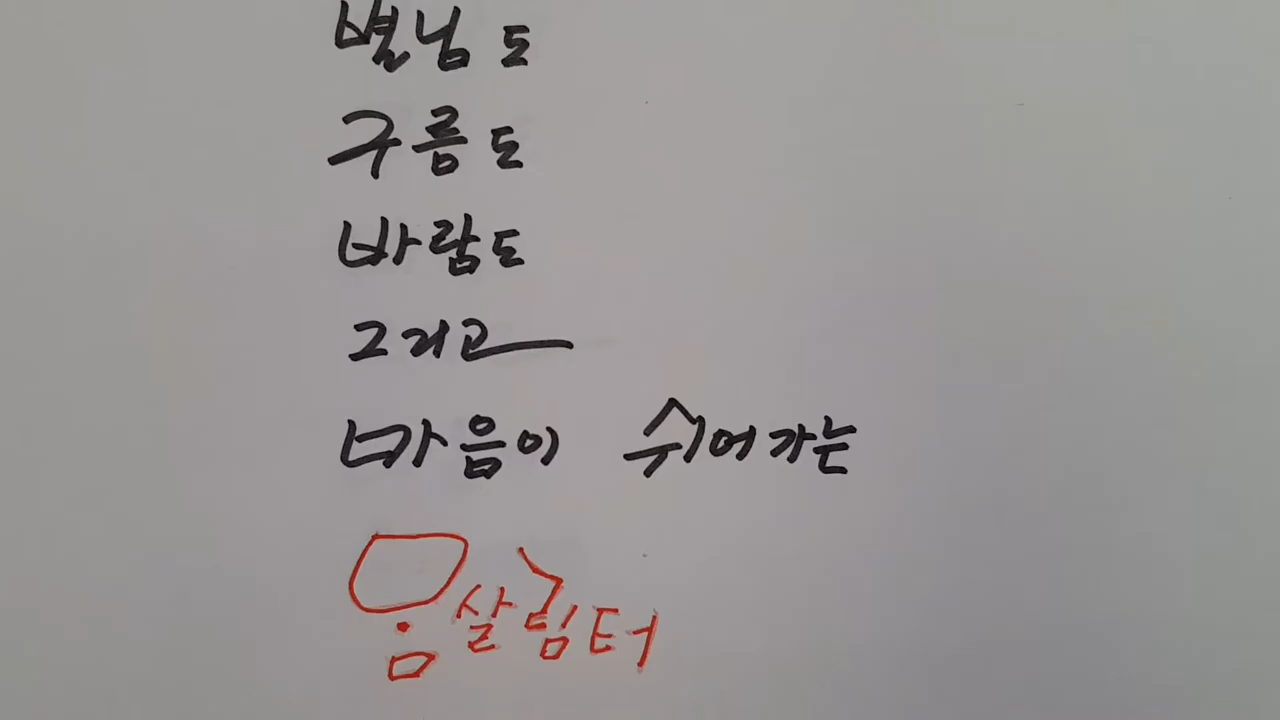 별님도
구름도
바람도
그리고
마음이 쉬어가는
몸살림터